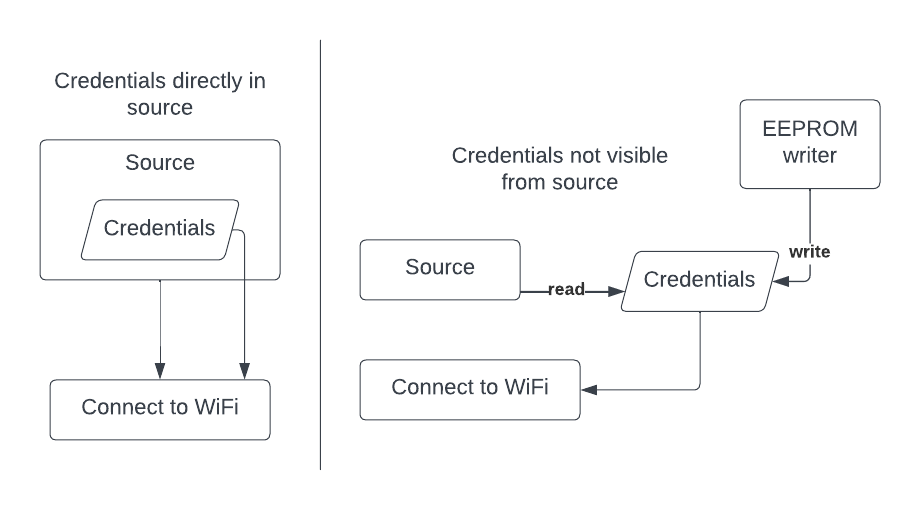 Credentials directly in
source
Source
Credentials
Connect to WiFi
EEPROM
writer
Credentials not visible
from source
write
Source
read
Credentials
Connect to WiFi